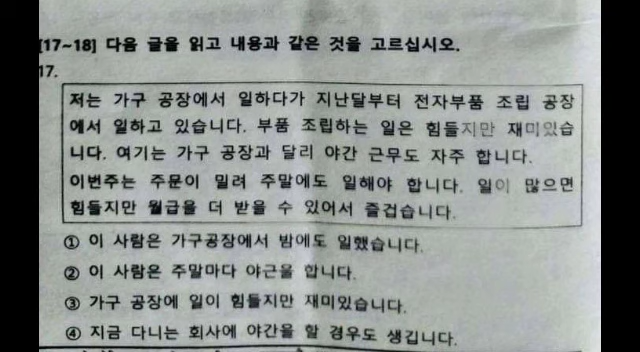 [17~18] 다음 글을 읽고 내용과 같은 것을 고르십시오.
17.
저는 가구 공장에서 일하다가 지난달부터 전자부품 조립 공장
에서 일하고 있습니다. 부품 조립하는 일은 힘들지만 재미있습
니다. 여기는 가구 공장과 달리 야간 근무도 자주 합니다.
이번주는 주문이 밀려 주말에도 일해야 합니다. 일이 많으면
힘들지만 월급을 더 받을 수 있어서 즐겁습니다.
① 이 사람은 가구공장에서 밤에도 일했습니다.
② 이 사람은 주말마다 야근을 합니다.
③ 가구 공장에 일이 힘들지만 재미있습니다.
④ 지금 다니는 회사에 야간을 할 경우도 생깁니다.